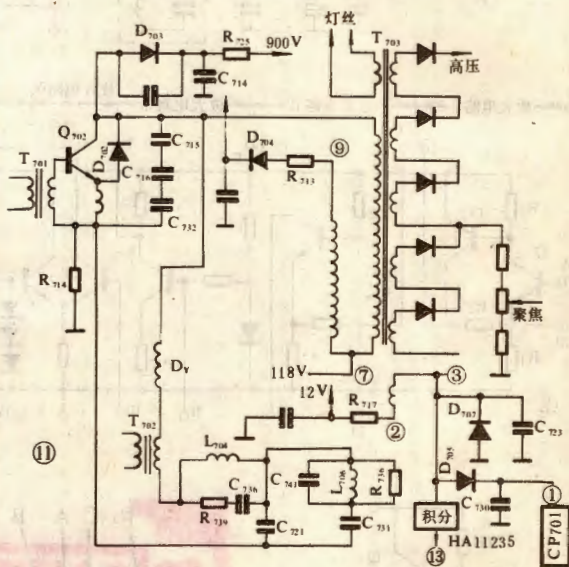 灯丝
D703
R725
900V
T703
高压
C714
Q702
D702
C715
C716
C732
T701
D704
R713
⑨
R714
聚焦
118V
⑦
DY
12V
③
R717
②
T702
D707
C723
⑪
L704
C741
L706
R736
D705
①
C736
R739
C721
C731
积分
C730
CP701
HA11235
⑬